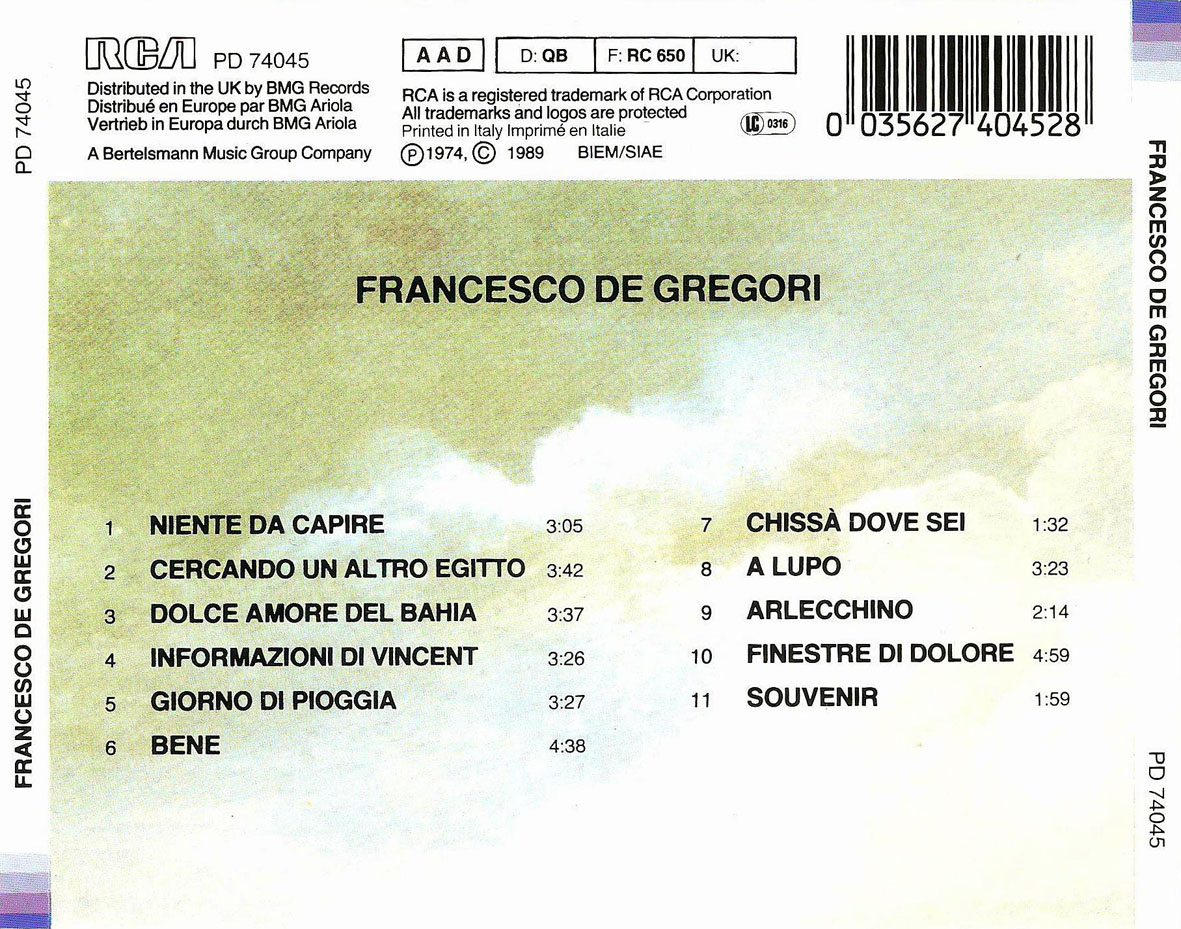 RCA PD 74045
Distributed in the UK by BMG Records
Distribué en Europe par BMG Ariola
Vertrieb in Europa durch BMG Ariola
A Bertelsmann Music Group Company
AAD D: QB F: RC 650 UK:
RCA is a registered trademark of RCA Corporation
All trademarks and logos are protected
Printed in Italy Imprimé en Italie
℗ 1974, © 1989 BIEM/SIAE
LC 0316
0 035627 404528
PD 74045
FRANCESCO DE GREGORI
FRANCESCO DE GREGORI
1 NIENTE DA CAPIRE 3:05
2 CERCANDO UN ALTRO EGITTO 3:42
3 DOLCE AMORE DEL BAHIA 3:37
4 INFORMAZIONI DI VINCENT 3:26
5 GIORNO DI PIOGGIA 3:27
6 BENE 4:38
7 CHISSÀ DOVE SEI 1:32
8 A LUPO 3:23
9 ARLECCHINO 2:14
10 FINESTRE DI DOLORE 4:59
11 SOUVENIR 1:59
FRANCESCO DE GREGORI
PD 74045